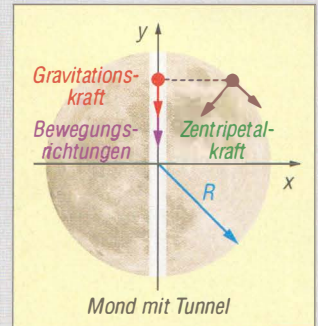 y
Gravitations-
kraft
Bewegungs-
richtungen
Zentripetal-
kraft
x
R
Mond mit Tunnel